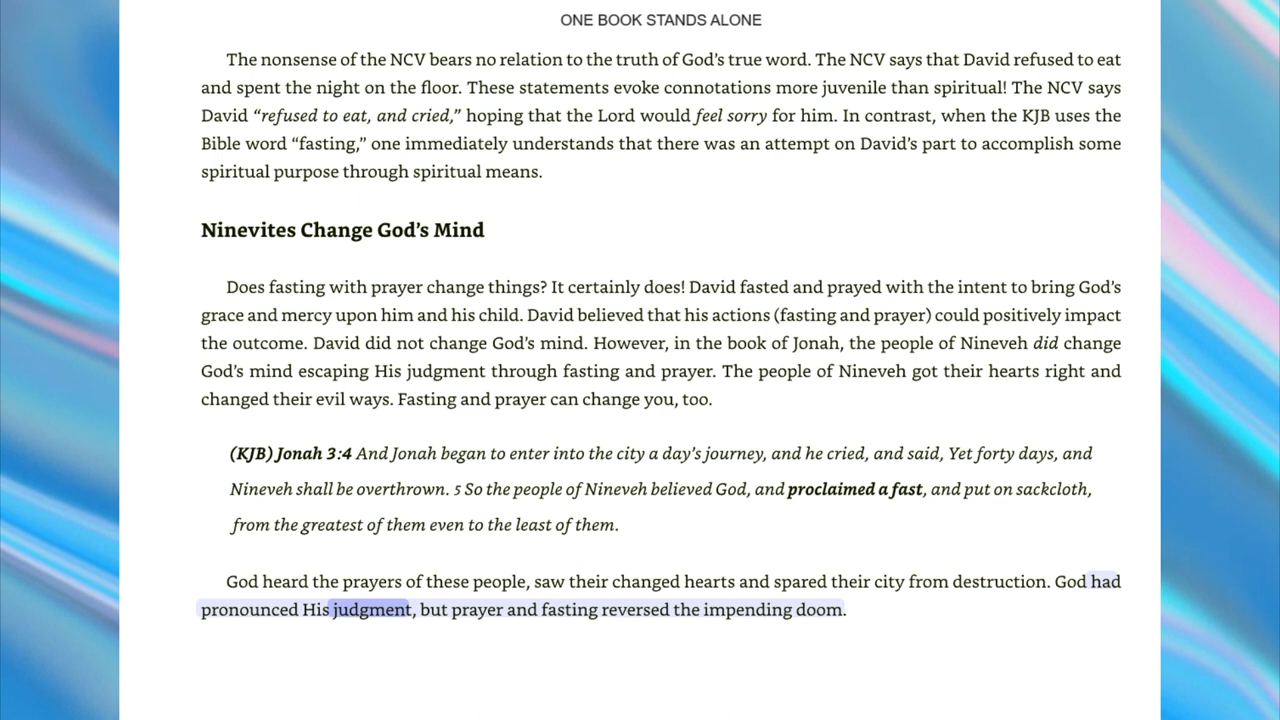 ONE BOOK STANDS ALONE
The nonsense of the NCV bears no relation to the truth of God’s true word. The NCV says that David refused to eat
and spent the night on the floor. These statements evoke connotations more juvenile than spiritual! The NCV says
David “refused to eat, and cried,” hoping that the Lord would feel sorry for him. In contrast, when the KJB uses the
Bible word “fasting,” one immediately understands that there was an attempt on David’s part to accomplish some
spiritual purpose through spiritual means.
Ninevites Change God’s Mind
Does fasting with prayer change things? It certainly does! David fasted and prayed with the intent to bring God’s
grace and mercy upon him and his child. David believed that his actions (fasting and prayer) could positively impact
the outcome. David did not change God’s mind. However, in the book of Jonah, the people of Nineveh did change
God’s mind escaping His judgment through fasting and prayer. The people of Nineveh got their hearts right and
changed their evil ways. Fasting and prayer can change you, too.
(KJB) Jonah 3:4 And Jonah began to enter into the city a day’s journey, and he cried, and said, Yet forty days, and
Nineveh shall be overthrown. 5 So the people of Nineveh believed God, and proclaimed a fast, and put on sackcloth,
from the greatest of them even to the least of them.
God heard the prayers of these people, saw their changed hearts and spared their city from destruction. God had
pronounced His judgment, but prayer and fasting reversed the impending doom.